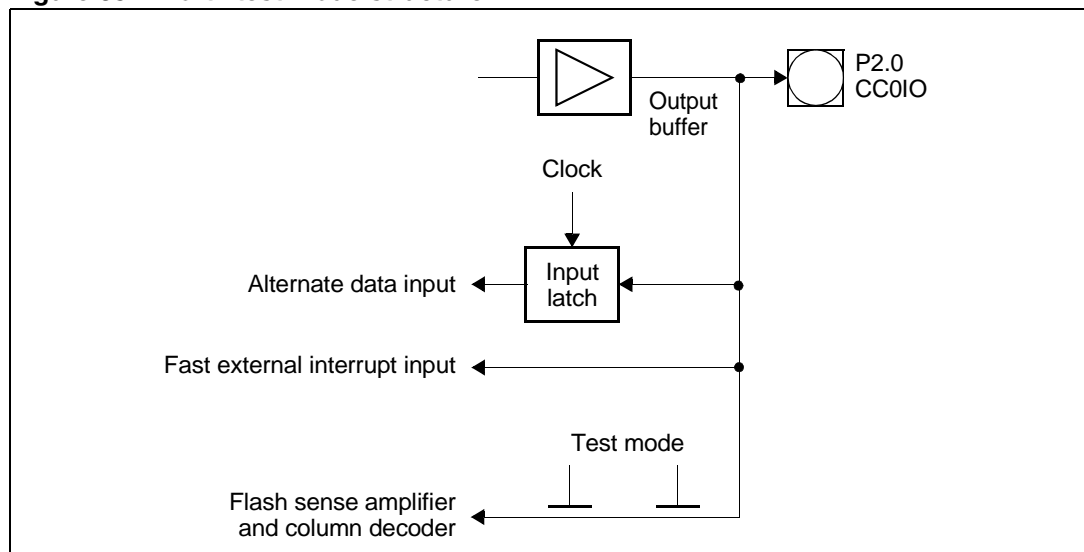 P2.0
CC0IO
Output
buffer
Clock
Input
latch
Alternate data input
Fast external interrupt input
Test mode
Flash sense amplifier
and column decoder